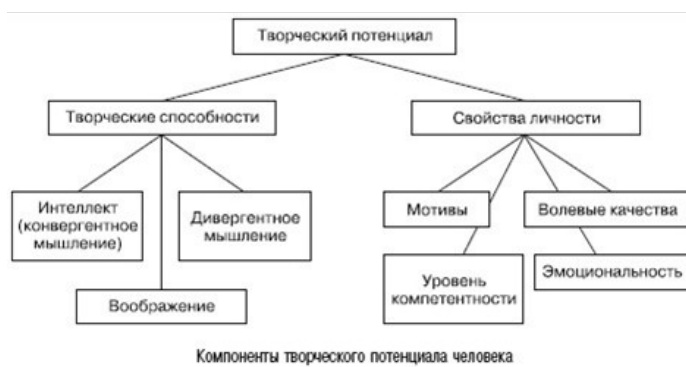 Творческий потенциал
Творческие способности
Свойства личности
Интеллект
(конвергентное
мышление)
Дивергентное
мышление
Воображение
Мотивы
Волевые качества
Уровень
компетентности
Эмоциональность
Компоненты творческого потенциала человека